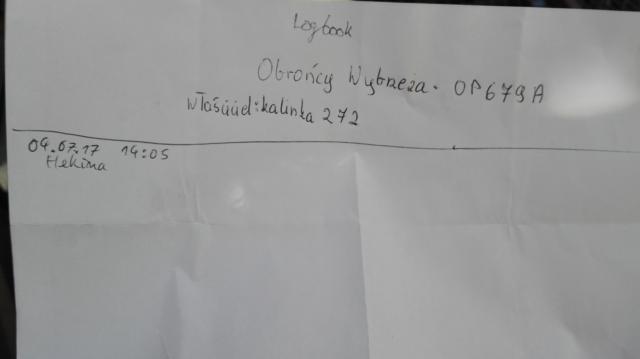 Logbook
Obrońcy Wybrzeża. OP679A
właściciel: kalinka 272
04.07.17 14:05
Hekima